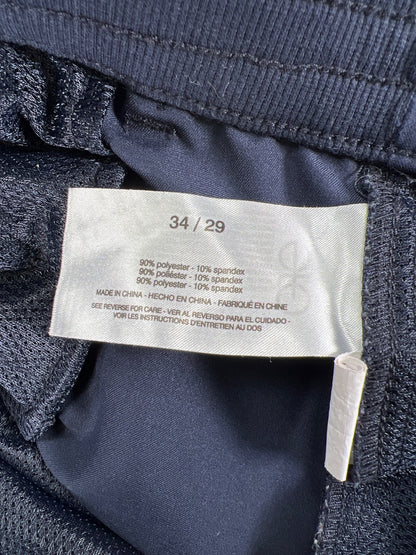 34 / 29
90% polyester - 10% spandex
90% poliéster - 10% spandex
90% polyester - 10% spandex
MADE IN CHINA - HECHO EN CHINA - FABRIQUÉ EN CHINE
SEE REVERSE FOR CARE - VER AL REVERSO PARA EL CUIDADO -
VOIR LES INSTRUCTIONS D'ENTRETIEN AU DOS